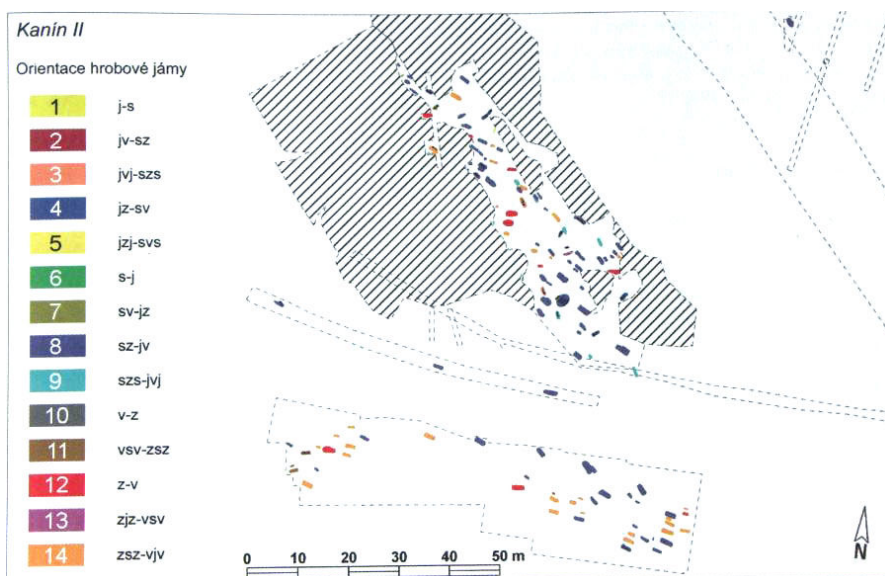 Kanín II
Orientace hrobové jámy
1 j-s
2 jv-sz
3 jvj-szs
4 jz-sv
5 jzj-svs
6 s-j
7 sv-jz
8 sz-jv
9 szs-jvj
10 v-z
11 vsv-zsz
12 z-v
13 zjz-vsv
14 zsz-vjv
0 10 20 30 40 50 m
N